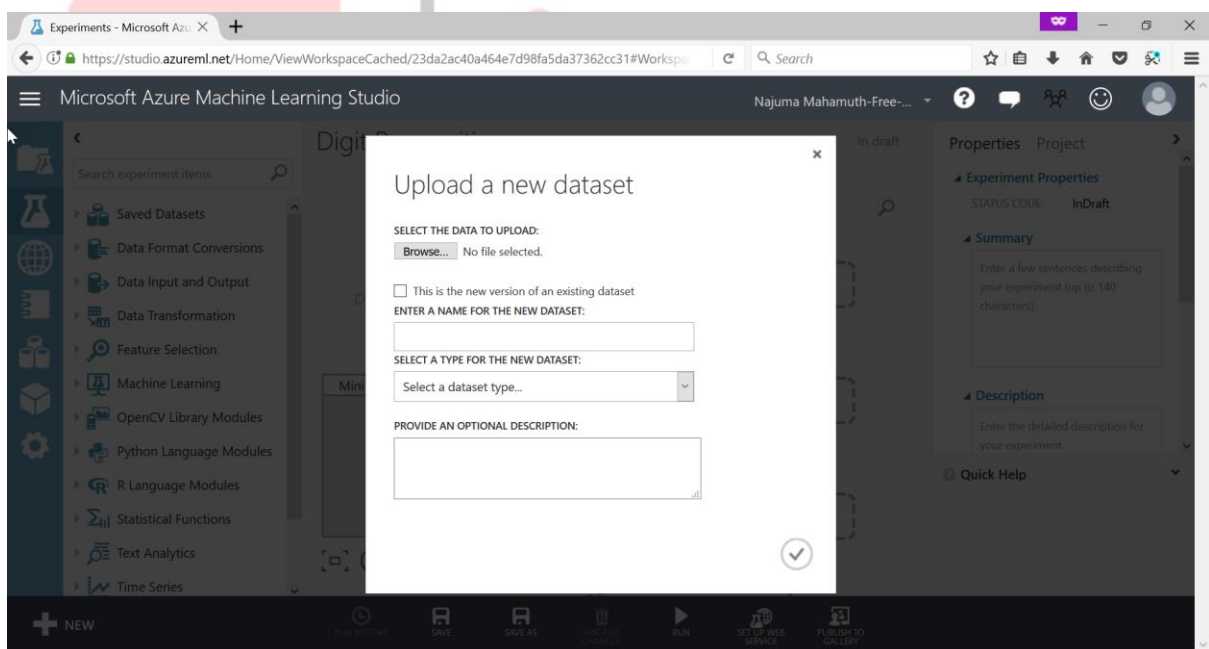 Experiments - Microsoft Azu
https://studio.azureml.net/Home/ViewWorkspaceCached/23da2ac40a464e7d98fa5da37362cc31#Workspa
Search
Microsoft Azure Machine Learning Studio
Najuma Mahamuth-Free-...
Search experiment items
Saved Datasets
Data Format Conversions
Data Input and Output
Data Transformation
Feature Selection
Machine Learning
OpenCV Library Modules
Python Language Modules
R Language Modules
Statistical Functions
Text Analytics
Time Series
Digit
In draft
Mini
Upload a new dataset
SELECT THE DATA TO UPLOAD:
Browse... No file selected.
This is the new version of an existing dataset
ENTER A NAME FOR THE NEW DATASET:
SELECT A TYPE FOR THE NEW DATASET:
Select a dataset type...
PROVIDE AN OPTIONAL DESCRIPTION:
Properties Project
Experiment Properties
STATUS CODE InDraft
Summary
Enter a few sentences describing
your experiment (up to 140
characters).
Description
Enter the detailed description for
your experiment.
Quick Help
NEW
RUN HISTORY
SAVE
SAVE AS
DISCARD
CHANGES
RUN
SET UP WEB
SERVICE
PUBLISH TO
GALLERY